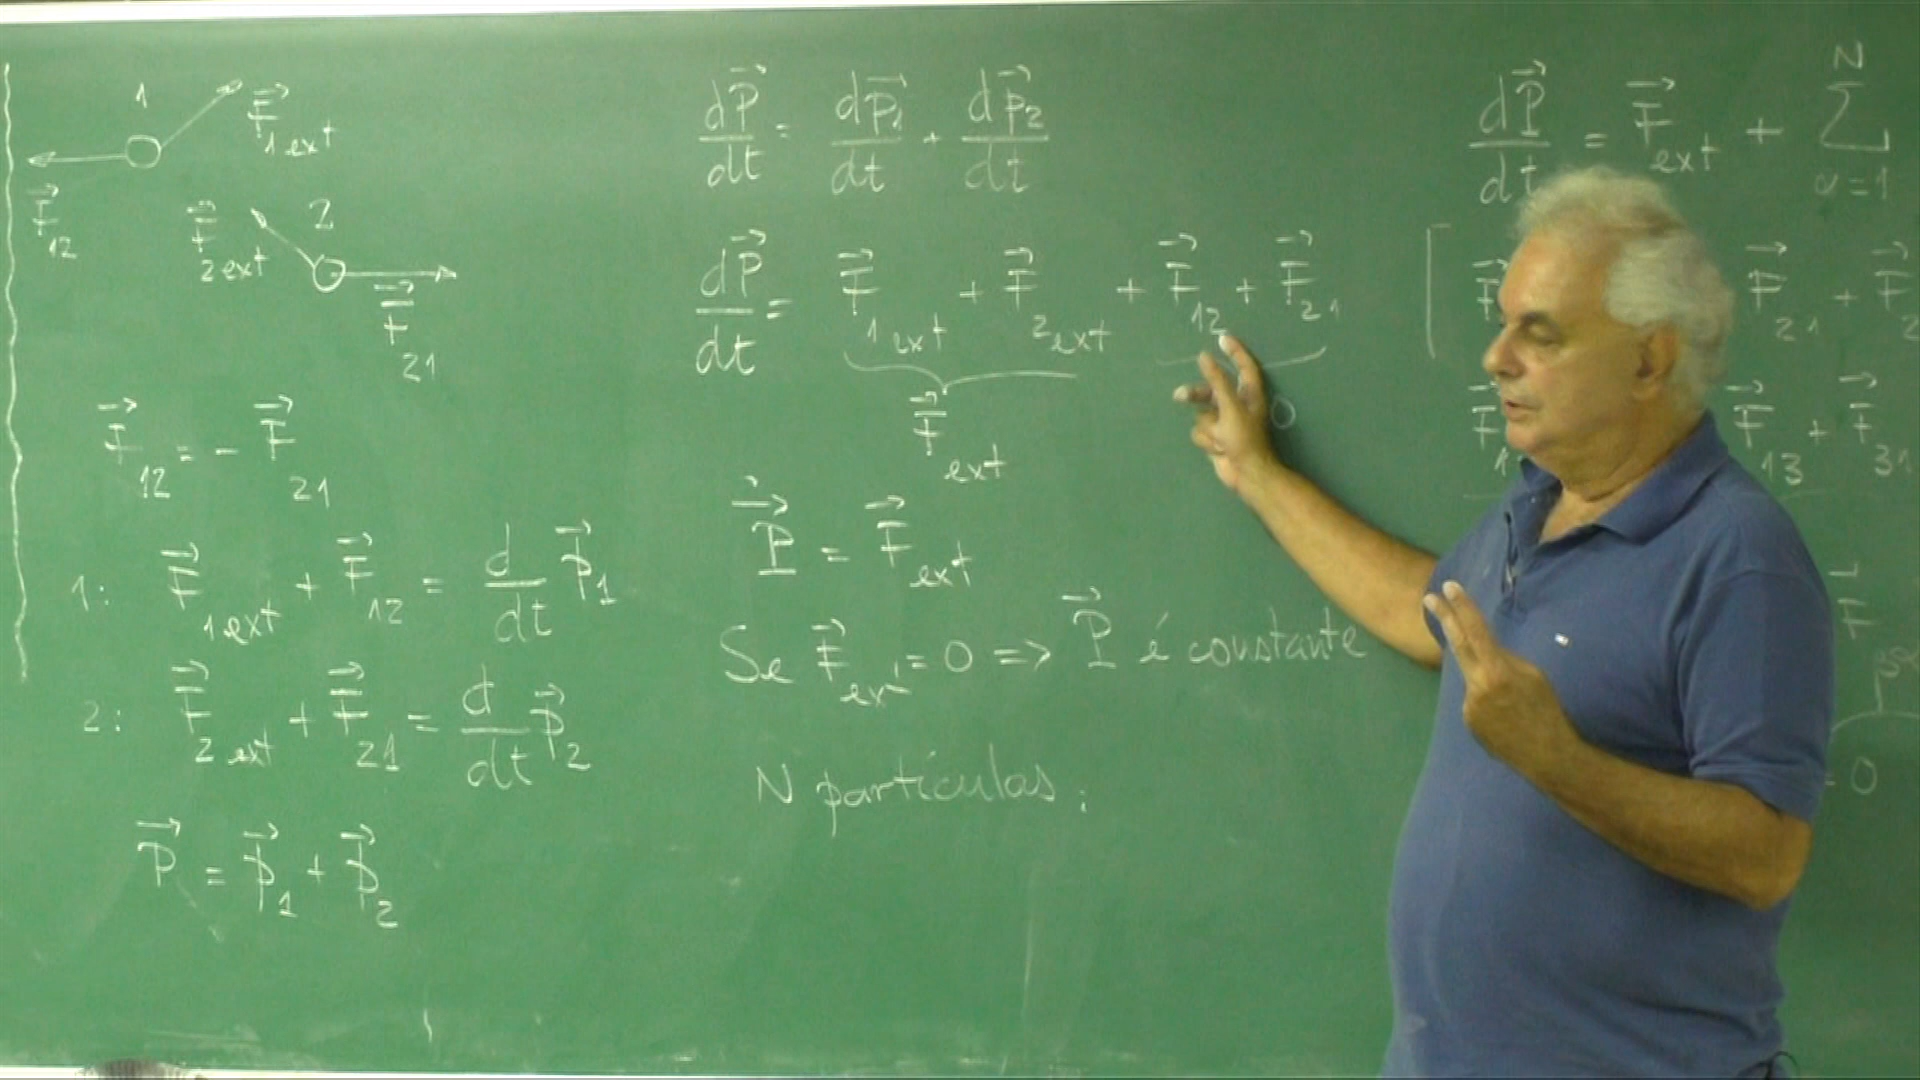 1
F⃗1ext
F⃗12
F⃗2ext
2
F⃗21
F⃗12 = - F⃗21
1: F⃗1ext + F⃗12 = d/dt p⃗1
2: F⃗2ext + F⃗21 = d/dt p⃗2
P⃗ = p⃗1 + p⃗2
dP⃗/dt = dp⃗1/dt + dp⃗2/dt
dP⃗/dt = F⃗1ext + F⃗2ext + F⃗12 + F⃗21
F⃗ext
0
Ṗ⃗ = F⃗ext
Se F⃗ext = 0 => P⃗ é constante
N partículas:
dP⃗/dt = F⃗ext + N Σ α=1
F⃗21 +
F⃗13 + F⃗31
F
= 0